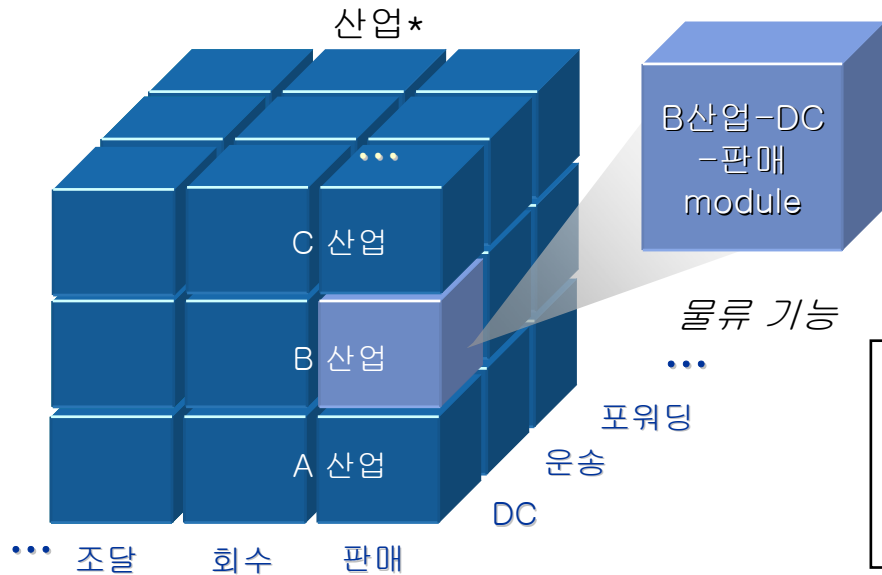 산업*
B산업-DC
-판매
module
...
C 산업
물류 기능
B 산업
...
포워딩
A 산업
운송
DC
... 조달 회수 판매